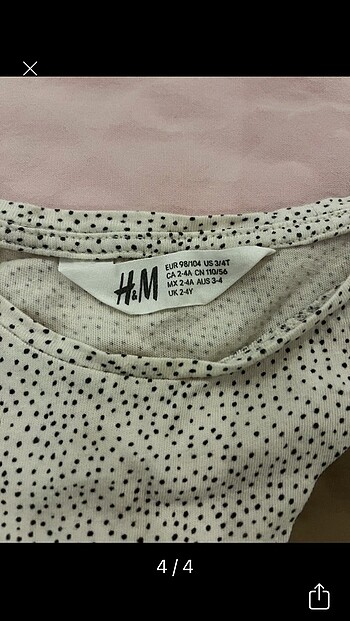 H&M
EUR 98/104 US 3/4T
CA 2-4A CN 110/56
MX 2-4A AUS 3-4
UK 2-4Y
4 / 4